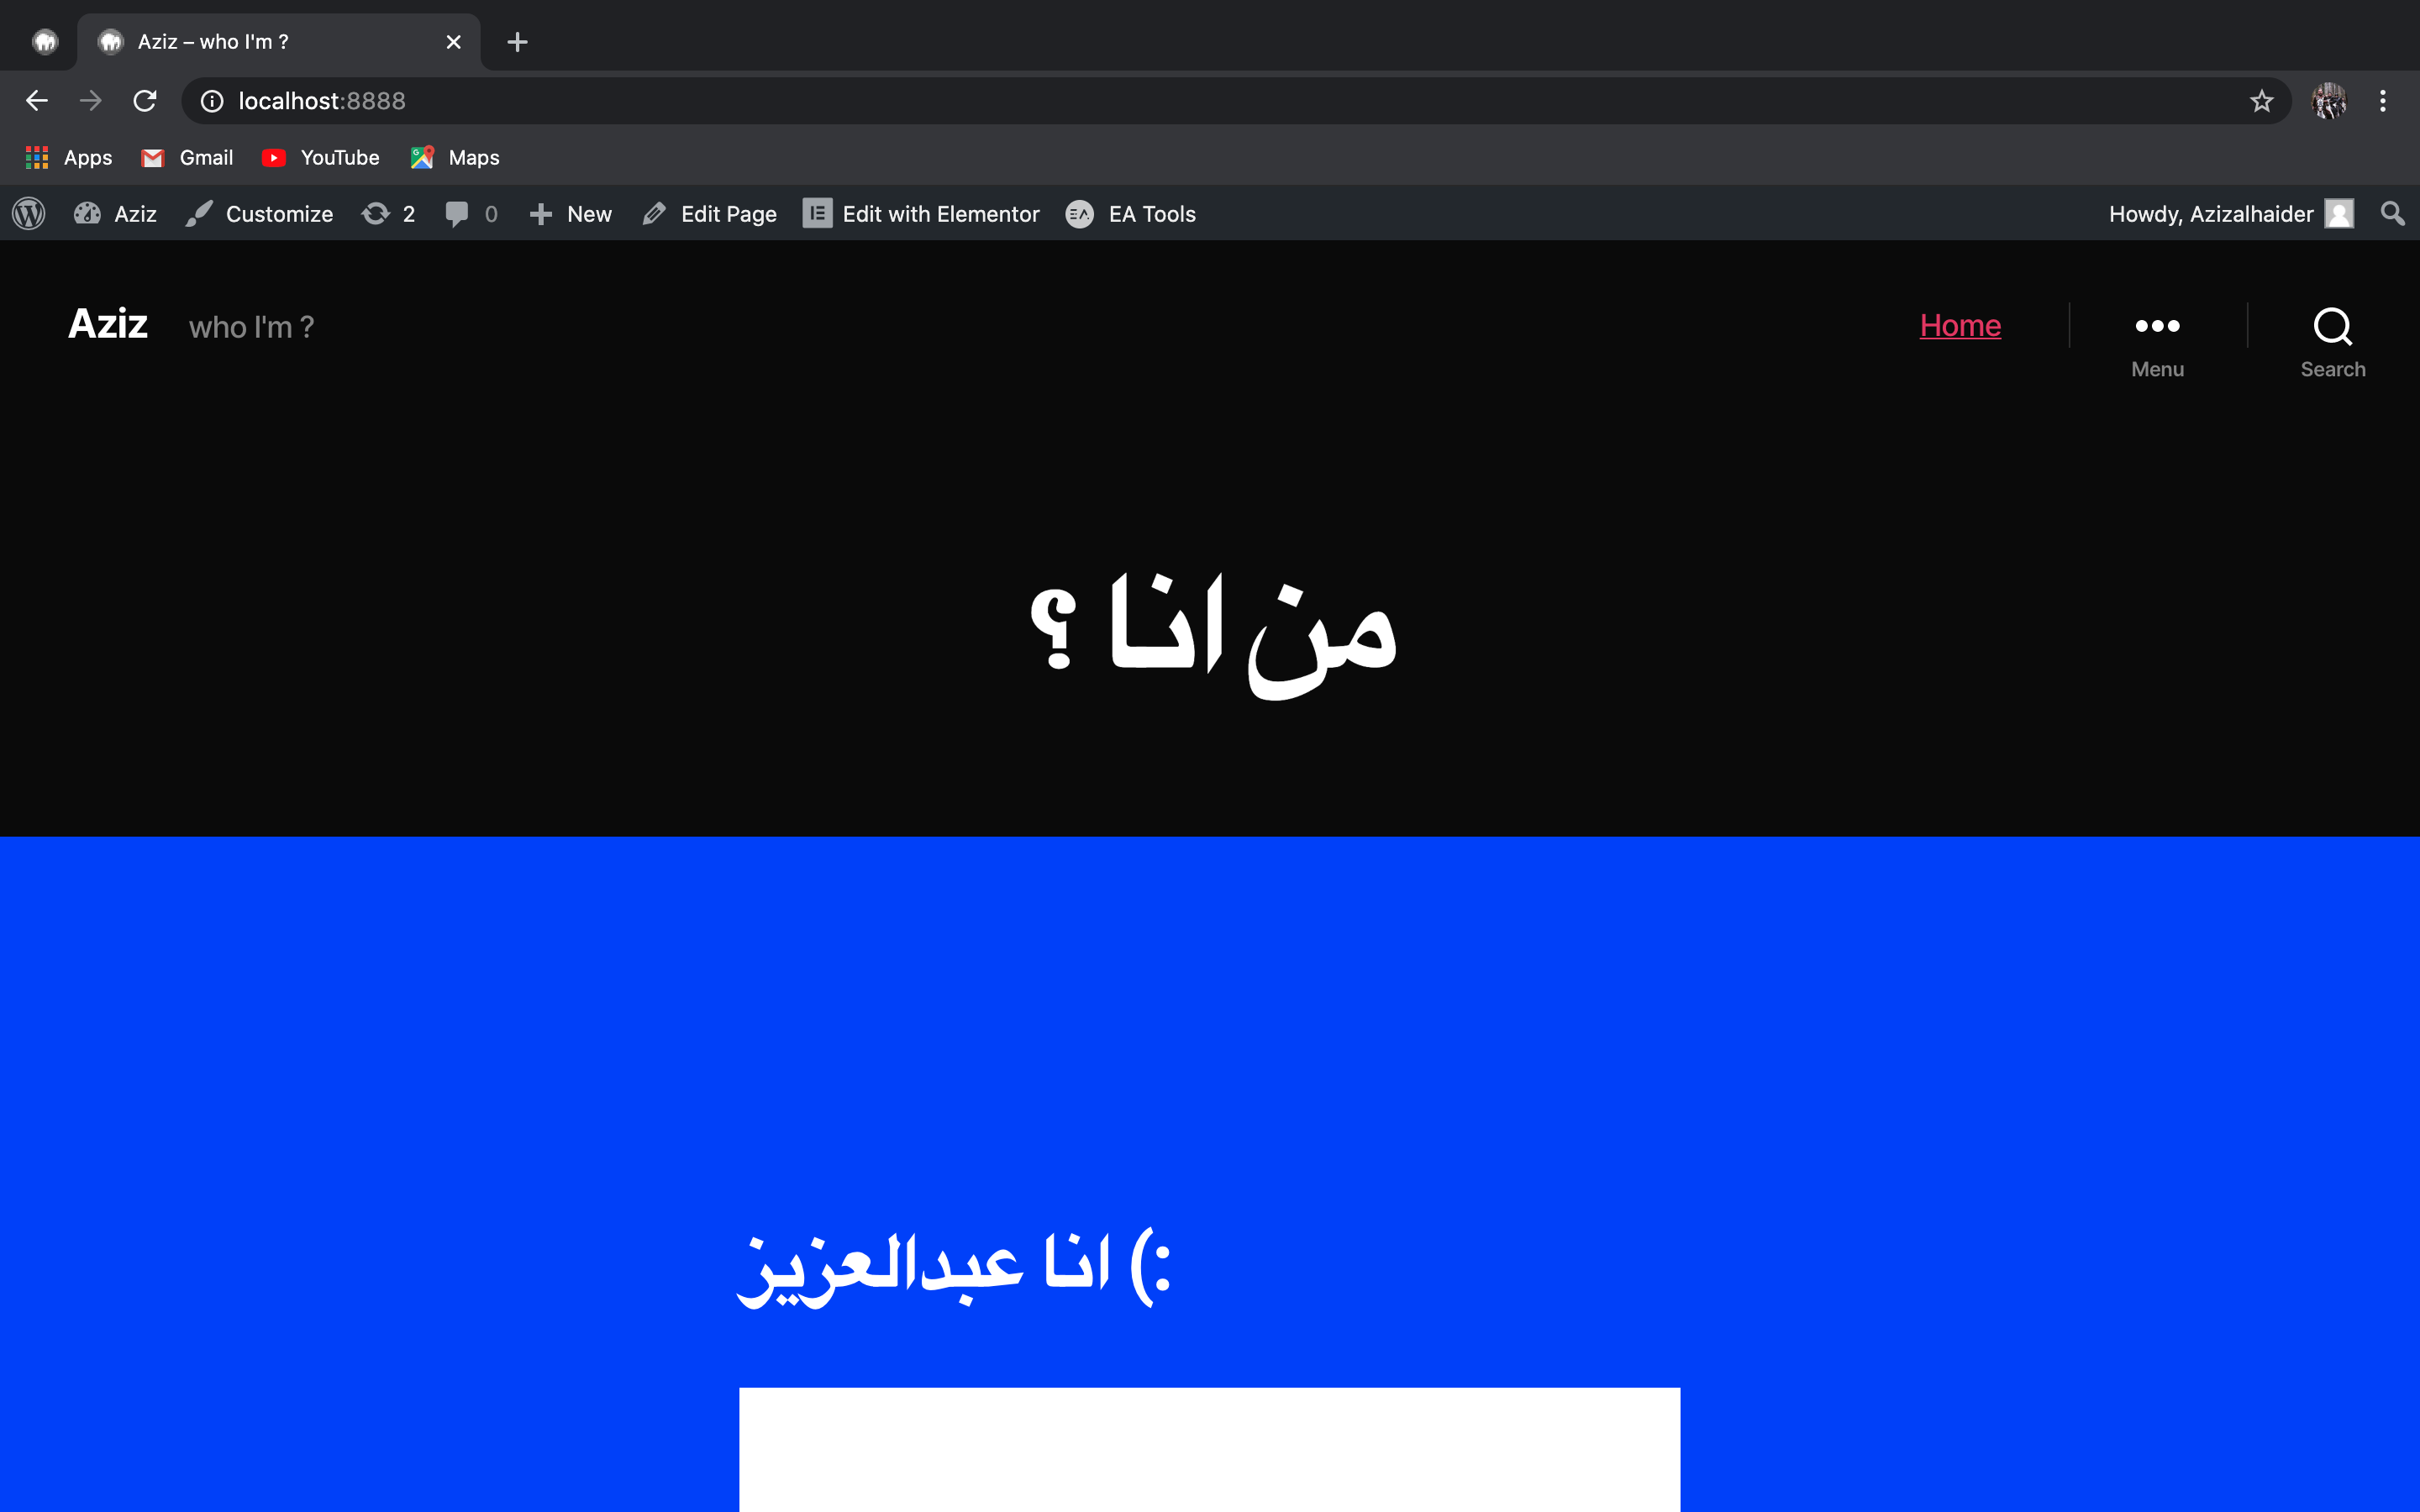 Aziz – who I'm ?
localhost:8888
Apps Gmail YouTube Maps
Aziz Customize 2 0 New Edit Page Edit with Elementor EA Tools Howdy, Azizalhaider
Aziz who I'm ? Home
Menu Search
من انا ؟
انا عبدالعزيز (: